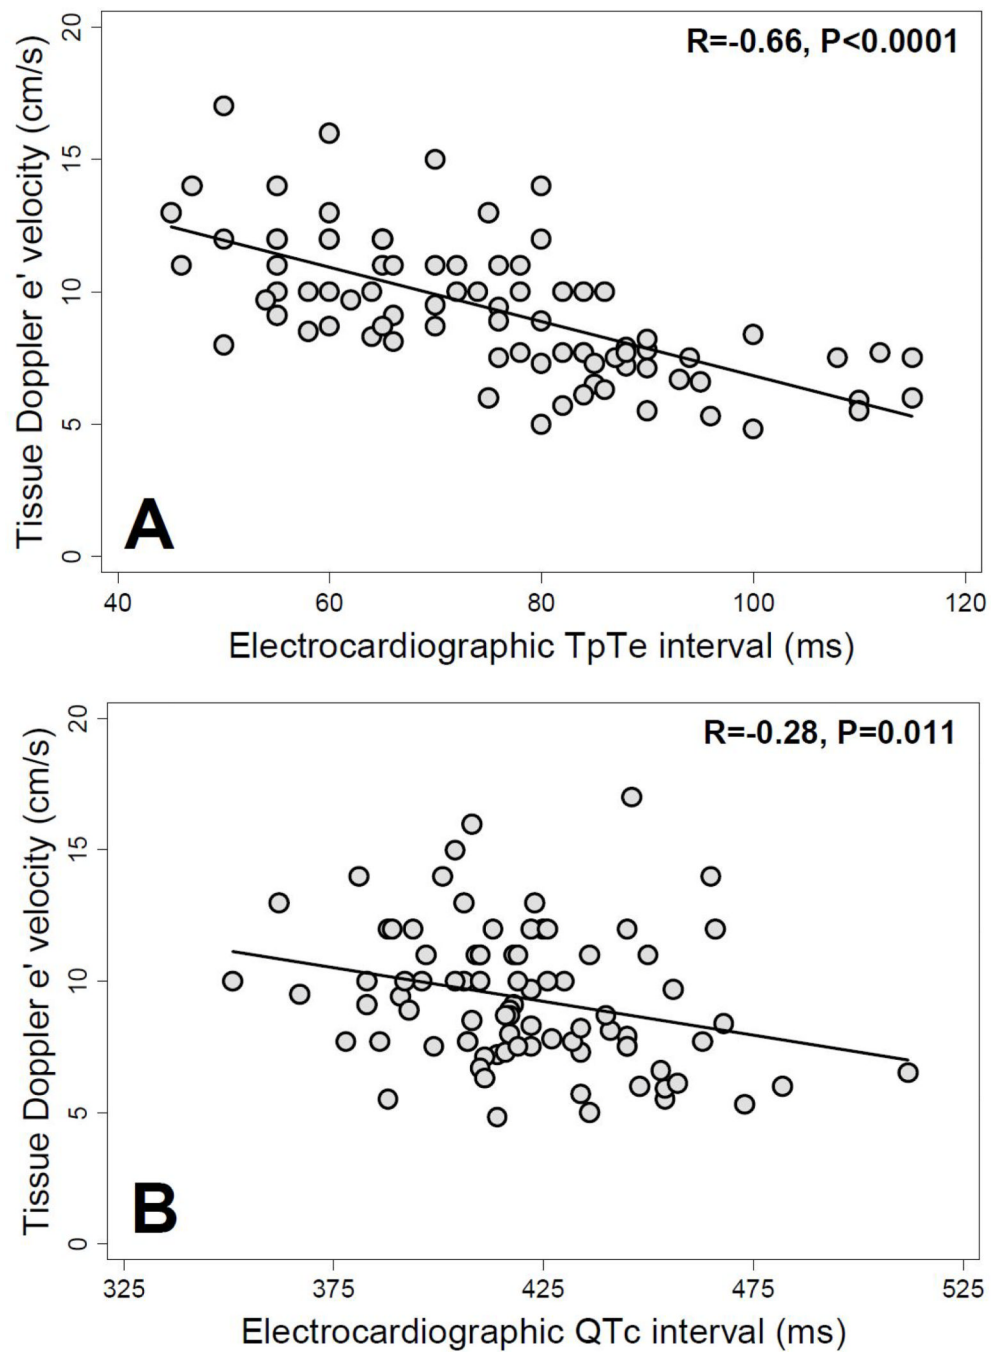 R=-0.66, P<0.0001
Tissue Doppler e' velocity (cm/s)
20
15
10
5
0
A
40 60 80 100 120
Electrocardiographic TpTe interval (ms)
R=-0.28, P=0.011
Tissue Doppler e' velocity (cm/s)
20
15
10
5
0
B
325 375 425 475 525
Electrocardiographic QTc interval (ms)